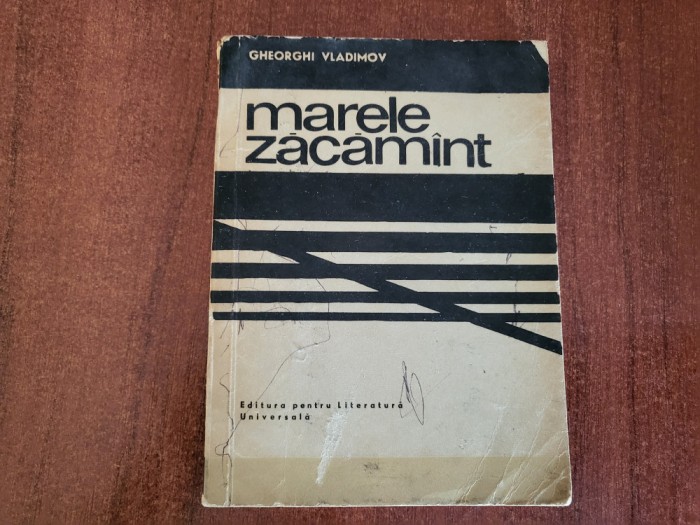 GHEORGHI VLADIMOV
marele
zăcămînt
Editura pentru Literatură
Universală